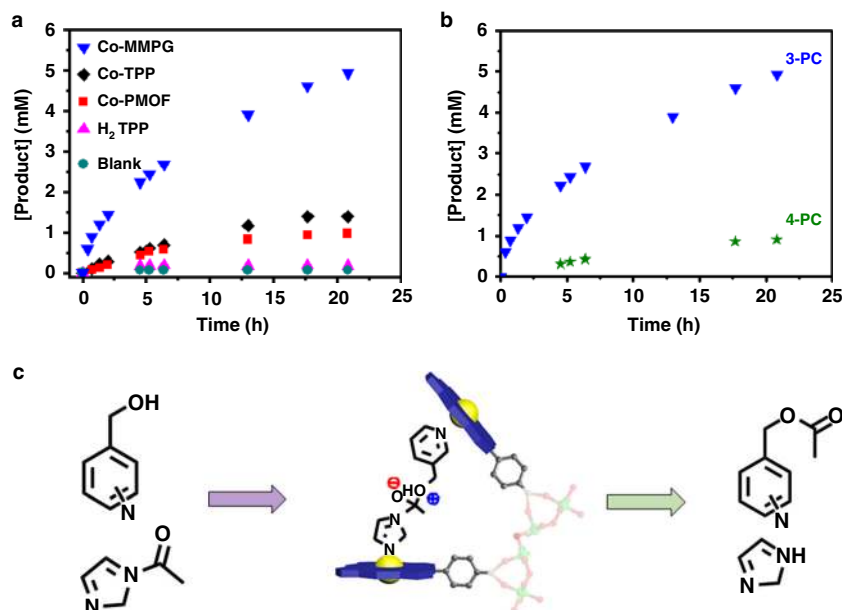 a
6
5
4
3
2
1
0
[Product] (mM)
Co-MMPG
Co-TPP
Co-PMOF
H2 TPP
Blank
0 5 10 15 20 25
Time (h)
b
6
5
4
3
2
1
0
[Product] (mM)
3-PC
4-PC
0 5 10 15 20 25
Time (h)
c
OH
N
O
N
N
N
⊖
HO
O
⊕
N
N
O
O
N
NH
N